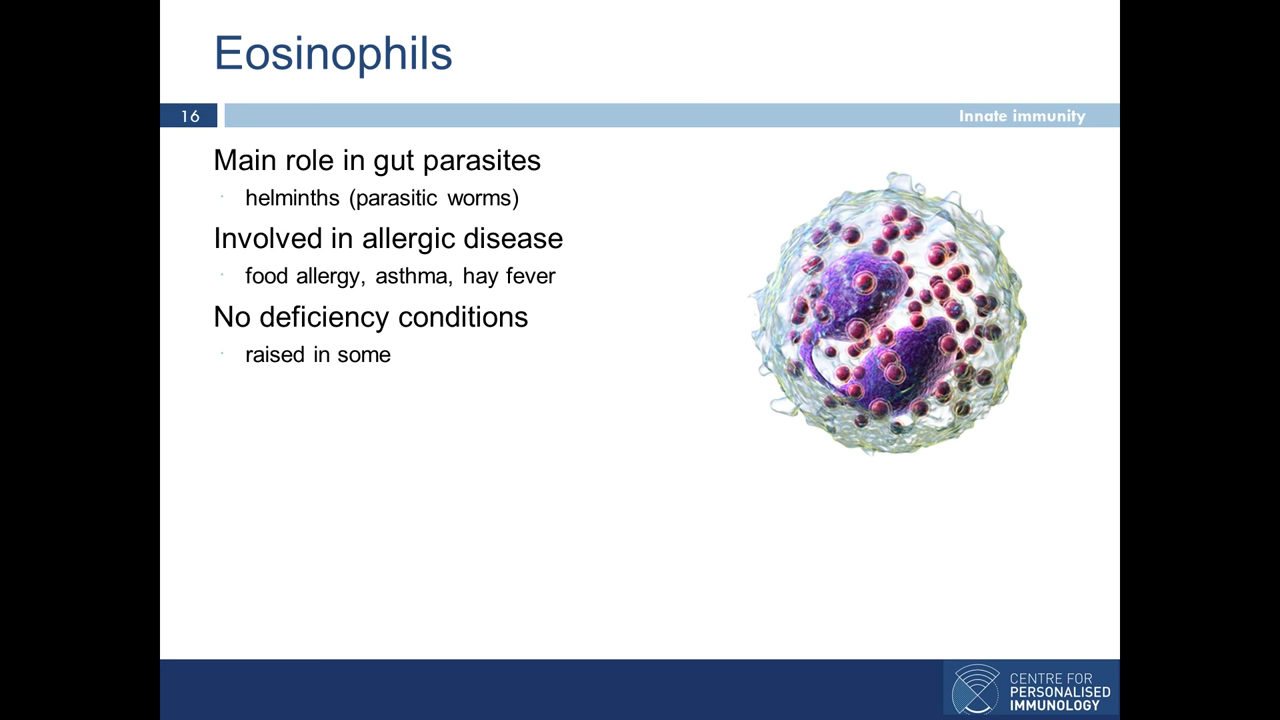 Eosinophils
16
Innate immunity
Main role in gut parasites
helminths (parasitic worms)
Involved in allergic disease
food allergy, asthma, hay fever
No deficiency conditions
raised in some
CENTRE FOR
PERSONALISED
IMMUNOLOGY